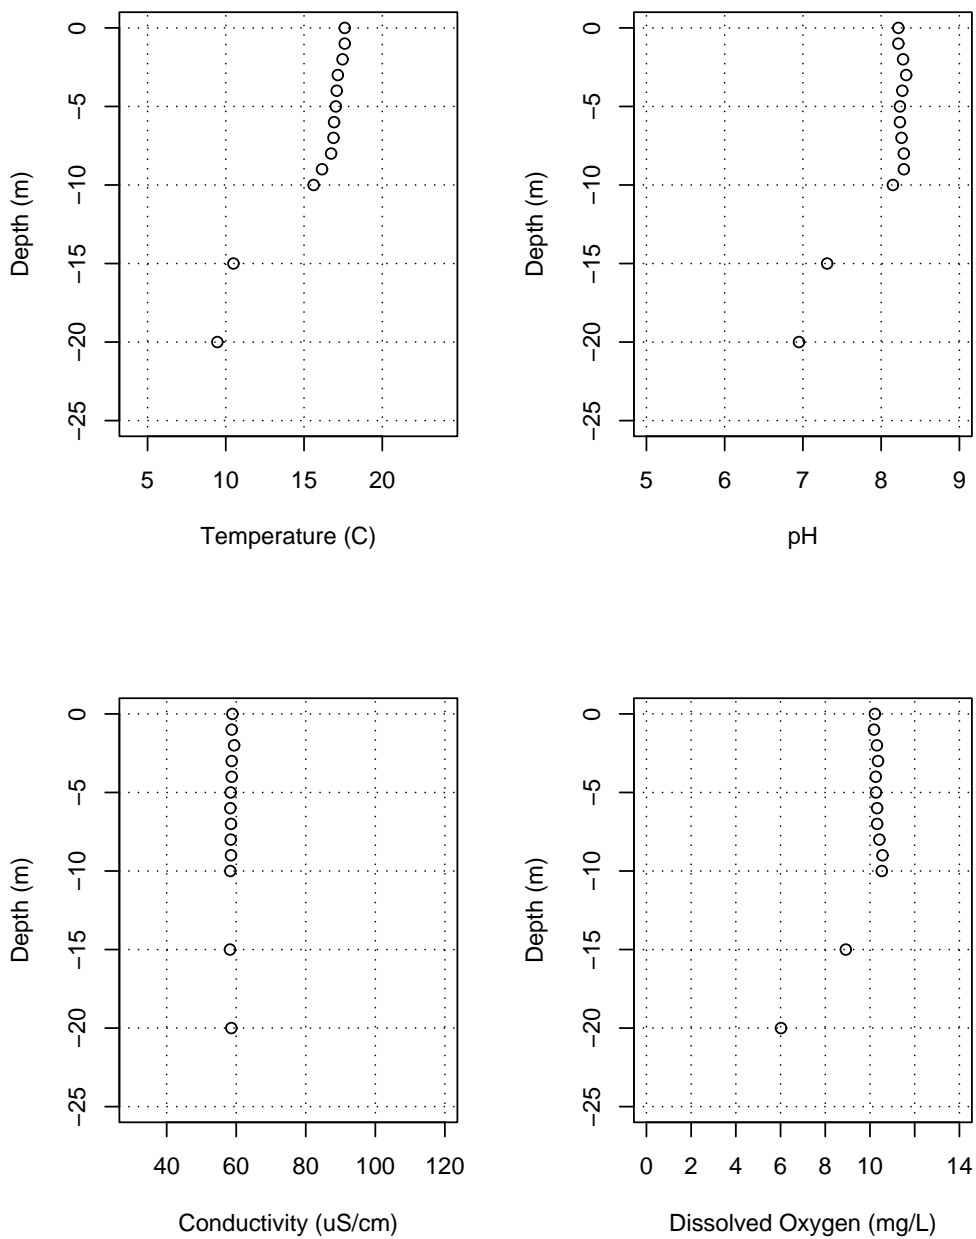 0
−5
−10
−15
−20
−25
Depth (m)
5 10 15 20
Temperature (C)
0
−5
−10
−15
−20
−25
Depth (m)
5 6 7 8 9
pH
0
−5
−10
−15
−20
−25
Depth (m)
40 60 80 100 120
Conductivity (uS/cm)
0
−5
−10
−15
−20
−25
Depth (m)
0 2 4 6 8 10 14
Dissolved Oxygen (mg/L)